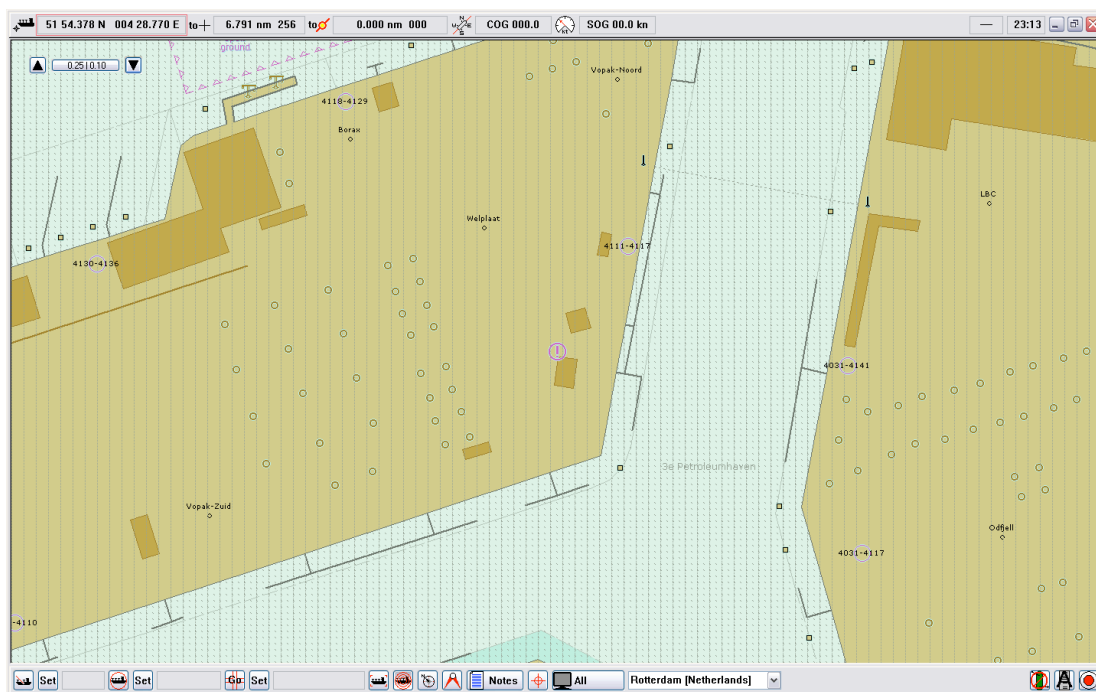 51 54.378 N 004 28.770 E to 6.791 nm 256 to 0.000 nm 000 COG 000.0 SOG 00.0 kn — 23:13
ground
0.25|0.10
Vopak-Noord
4118-4129
Borax
LBC
Welplaat
4111-4117
4130-4136
4031-4141
3e Petroleumhaven
Vopak-Zuid
Odfjell
4031-4117
-4110
Set Set Go Set Notes All Rotterdam [Netherlands]